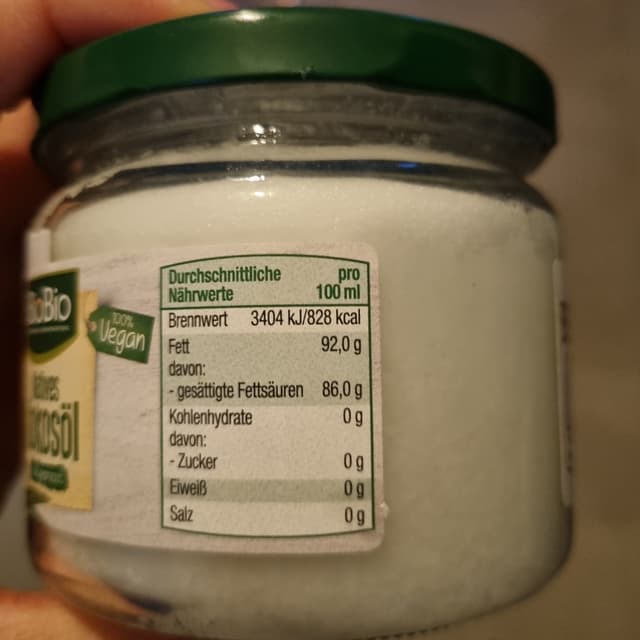 BioBio
100%
Vegan
Durchschnittliche pro
Nährwerte 100 ml
Brennwert 3404 kJ/828 kcal
Fett 92,0 g
davon:
- gesättigte Fettsäuren 86,0 g
Kohlenhydrate 0 g
davon:
- Zucker 0 g
Eiweiß 0 g
Salz 0 g